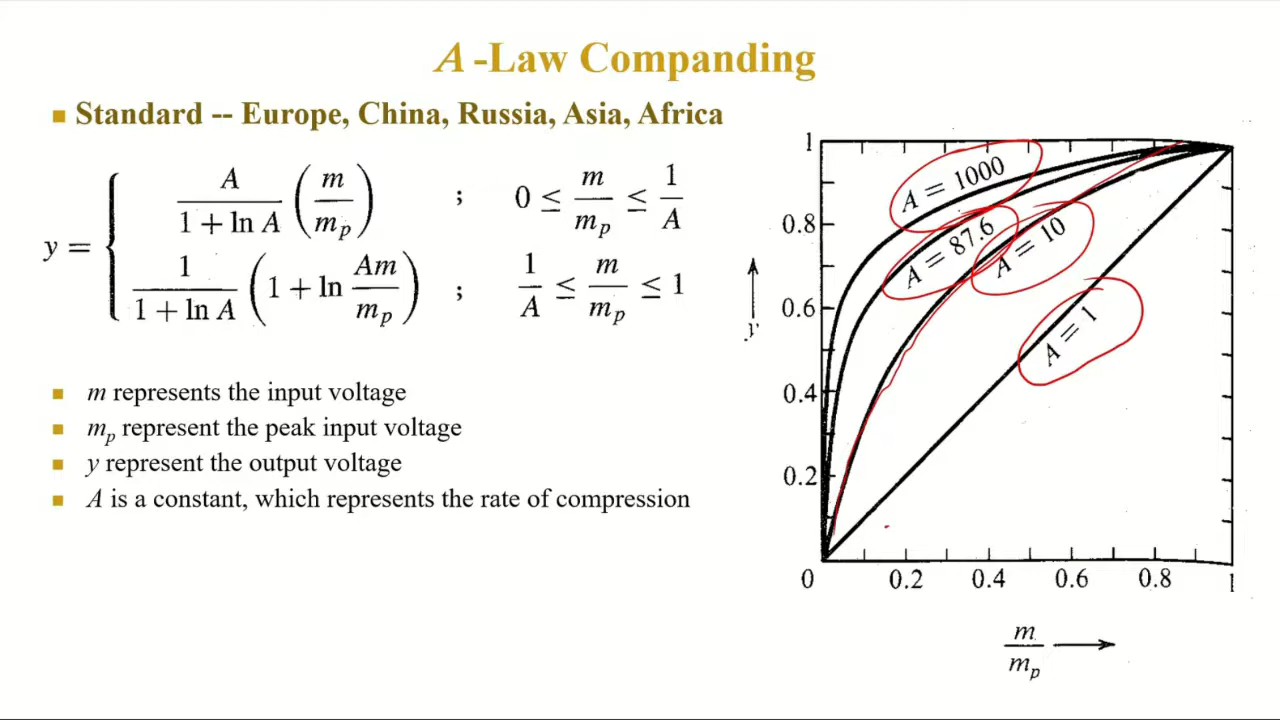 A -Law Companding
Standard -- Europe, China, Russia, Asia, Africa
y = { A / (1 + ln A) (m / m_p) ; 0 ≤ m / m_p ≤ 1 / A
1 / (1 + ln A) (1 + ln Am / m_p) ; 1 / A ≤ m / m_p ≤ 1
m represents the input voltage
m_p represent the peak input voltage
y represent the output voltage
A is a constant, which represents the rate of compression
1
0.8
0.6
0.4
0.2
y
A = 1000
A = 87.6
A = 10
A = 1
0 0.2 0.4 0.6 0.8 1
m / m_p